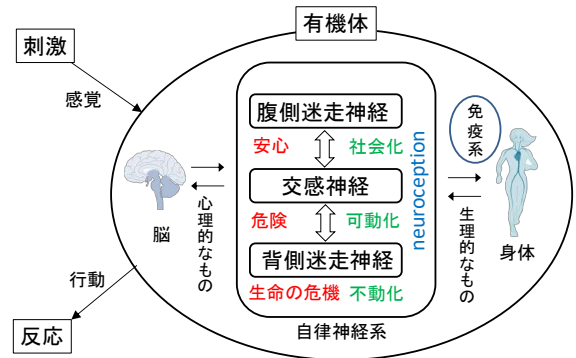 有機体
刺激
感覚
腹側迷走神経
安心 社会化
交感神経
危険 可動化
背側迷走神経
生命の危機 不動化
neuroception
自律神経系
脳
心理的なもの
免疫系
生理的なもの
身体
行動
反応